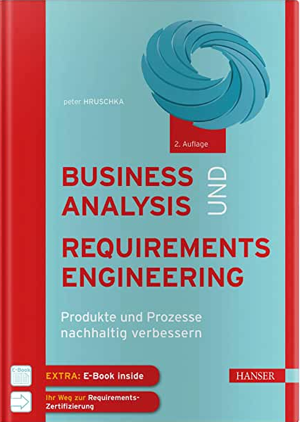 peter HRUSCHKA
2. Auflage
BUSINESS
ANALYSIS
UND
REQUIREMENTS
ENGINEERING
Produkte und Prozesse
nachhaltig verbessern
E-Book
EXTRA: E-Book inside
HANSER
Ihr Weg zur Requirements-
Zertifizierung